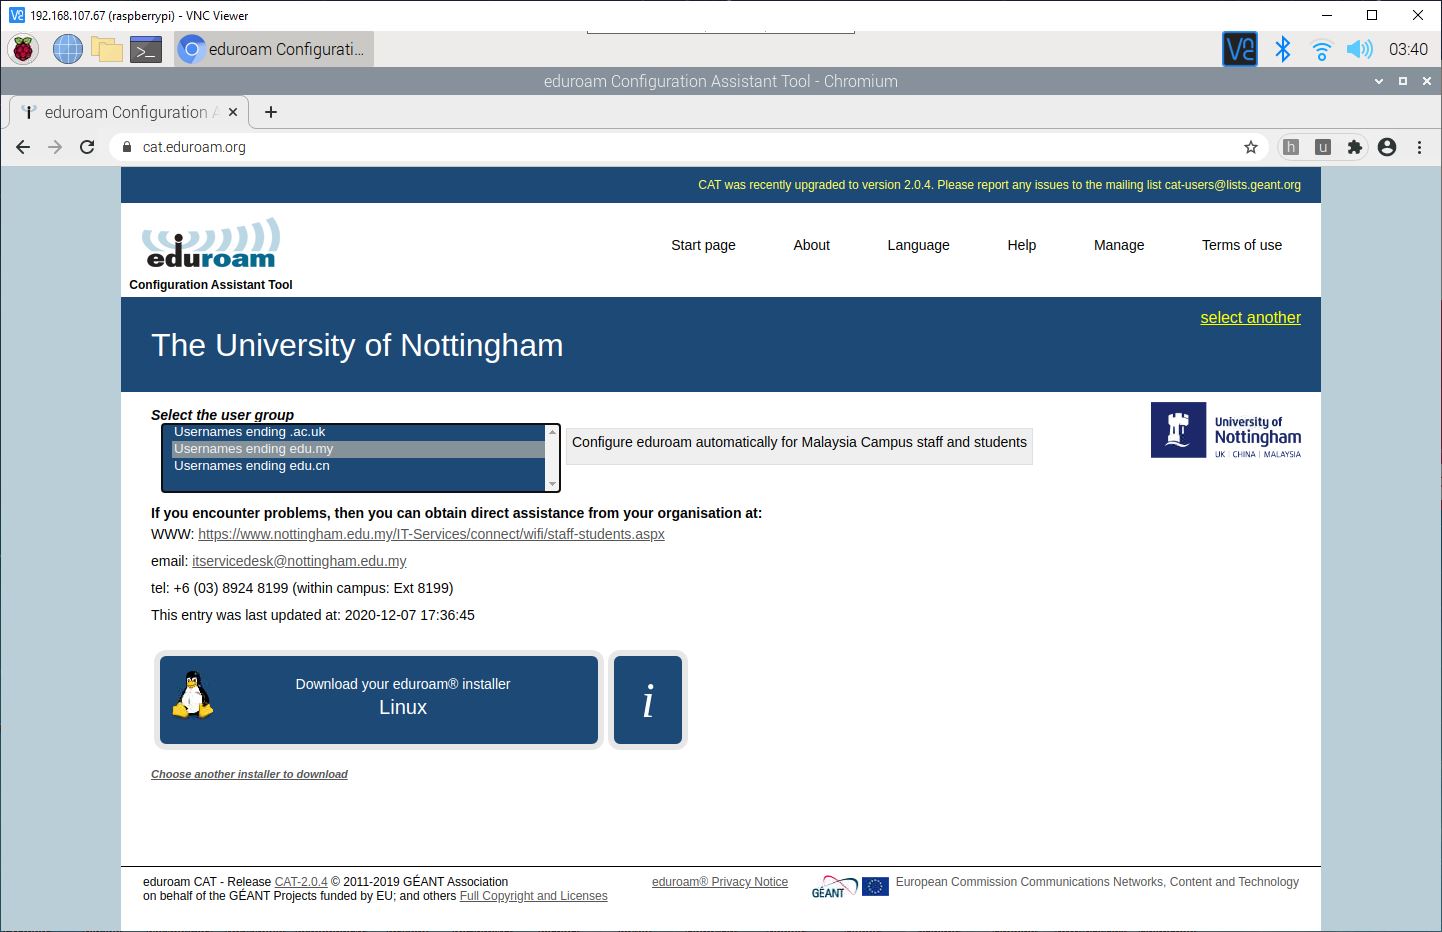 192.168.107.67 (raspberrypi) - VNC Viewer
eduroam Configurati...
03:40
eduroam Configuration Assistant Tool - Chromium
eduroam Configuration A
cat.eduroam.org
h
u
CAT was recently upgraded to version 2.0.4. Please report any issues to the mailing list cat-users@lists.geant.org
eduroam
Configuration Assistant Tool
Start page
About
Language
Help
Manage
Terms of use
select another
The University of Nottingham
Select the user group
Usernames ending .ac.uk
Usernames ending edu.my
Usernames ending edu.cn
Configure eduroam automatically for Malaysia Campus staff and students
University of
Nottingham
UK | CHINA | MALAYSIA
If you encounter problems, then you can obtain direct assistance from your organisation at:
WWW: https://www.nottingham.edu.my/IT-Services/connect/wifi/staff-students.aspx
email: itservicedesk@nottingham.edu.my
tel: +6 (03) 8924 8199 (within campus: Ext 8199)
This entry was last updated at: 2020-12-07 17:36:45
Download your eduroam® installer
Linux
i
Choose another installer to download
eduroam CAT - Release CAT-2.0.4 © 2011-2019 GÉANT Association
on behalf of the GÉANT Projects funded by EU; and others Full Copyright and Licenses
eduroam® Privacy Notice
GÉANT
European Commission Communications Networks, Content and Technology